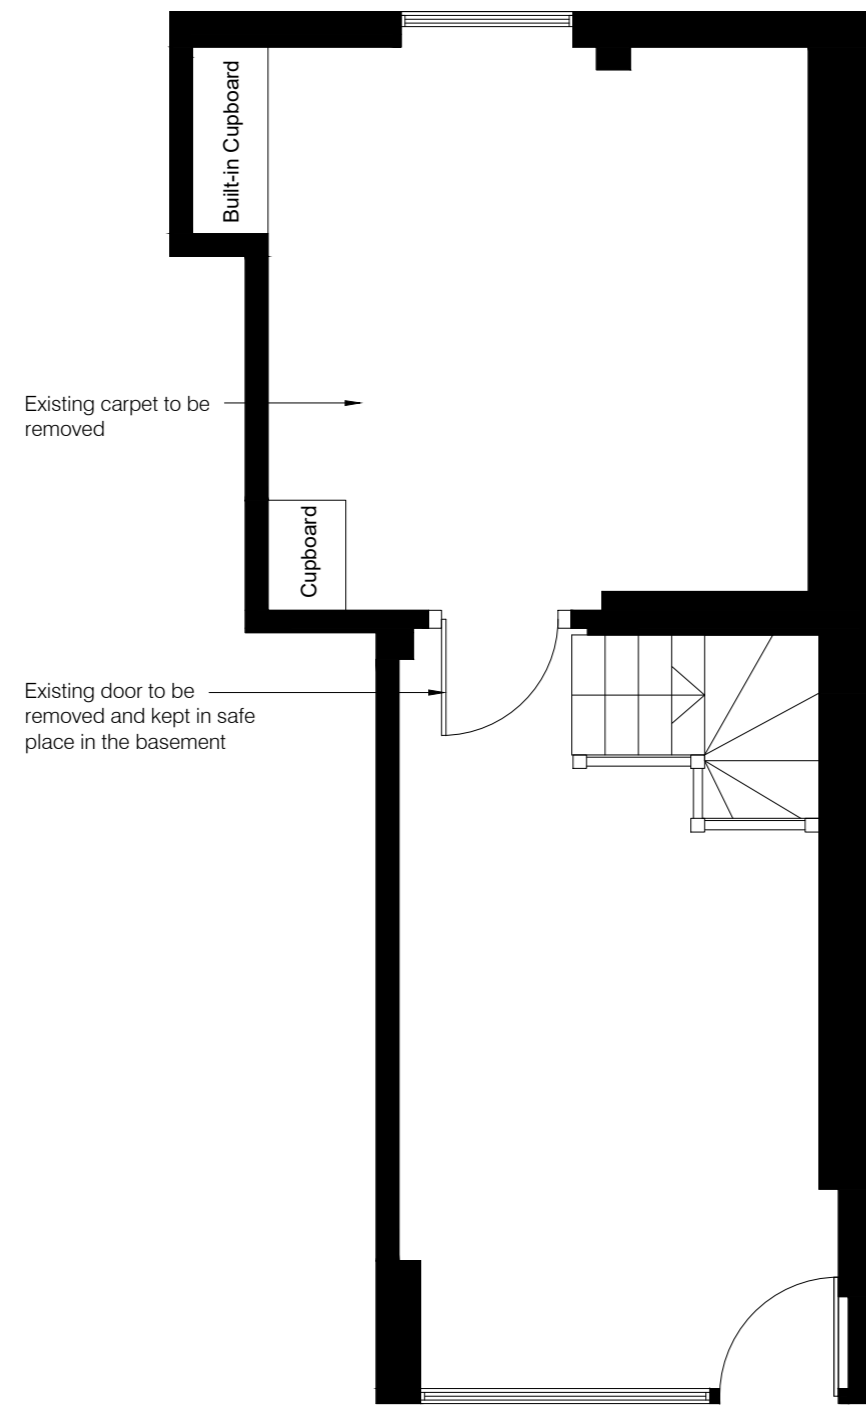 Built-in Cupboard
Existing carpet to be
removed
Cupboard
Existing door to be
removed and kept in safe
place in the basement